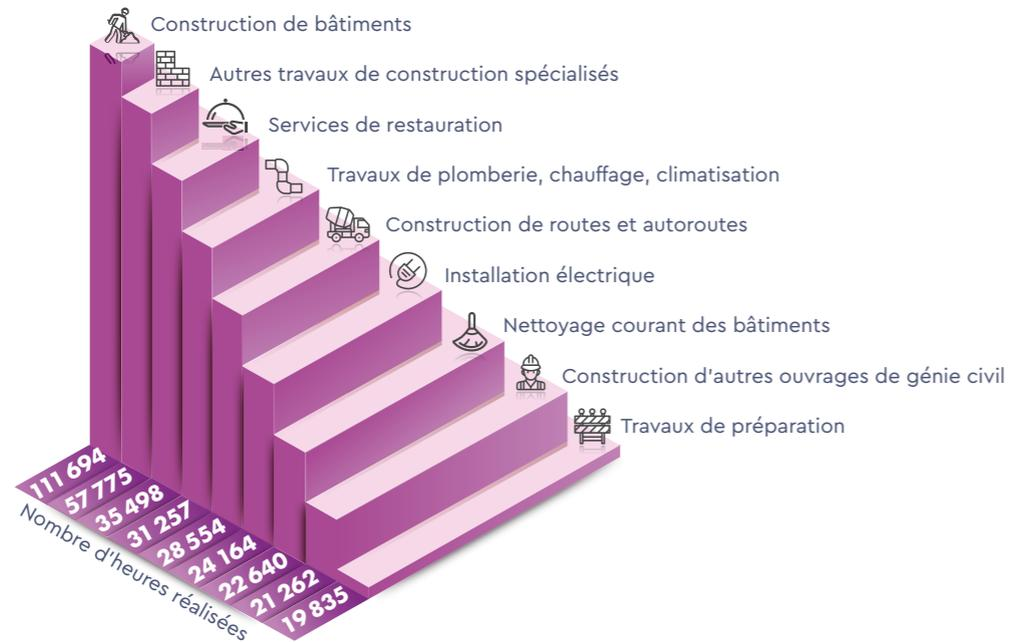 Construction de bâtiments
Autres travaux de construction spécialisés
Services de restauration
Travaux de plomberie, chauffage, climatisation
Construction de routes et autoroutes
Installation électrique
Nettoyage courant des bâtiments
Construction d'autres ouvrages de génie civil
Travaux de préparation
111 694
57 775
35 498
31 257
28 554
24 164
22 640
21 262
19 835
Nombre d'heures réalisées